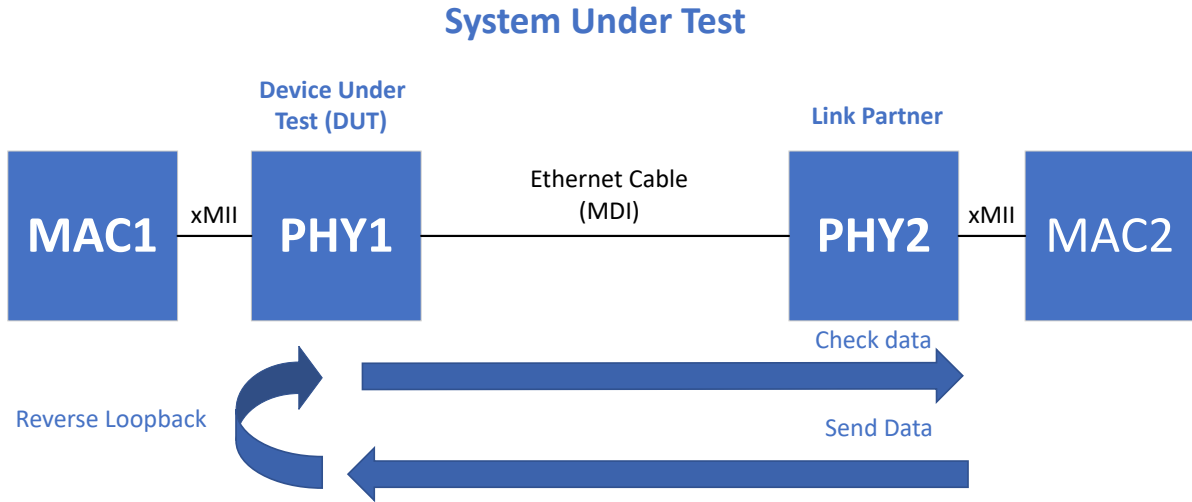 System Under Test
Device Under
Test (DUT)
Link Partner
MAC1
xMII
PHY1
Ethernet Cable
(MDI)
PHY2
xMII
MAC2
Check data
Reverse Loopback
Send Data